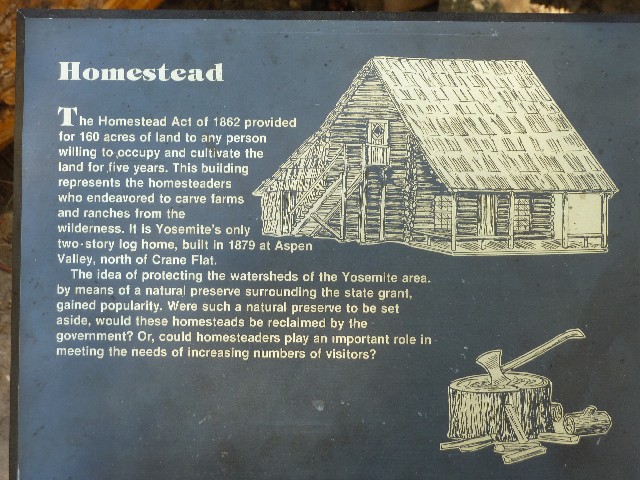 Homestead
The Homestead Act of 1862 provided
for 160 acres of land to any person
willing to occupy and cultivate the
land for five years. This building
represents the homesteaders
who endeavored to carve farms
and ranches from the
wilderness. It is Yosemite's only
two-story log home, built in 1879 at Aspen
Valley, north of Crane Flat.
The idea of protecting the watersheds of the Yosemite area,
by means of a natural preserve surrounding the state grant,
gained popularity. Were such a natural preserve to be set
aside, would these homesteads be reclaimed by the
government? Or, could homesteaders play an important role in
meeting the needs of increasing numbers of visitors?